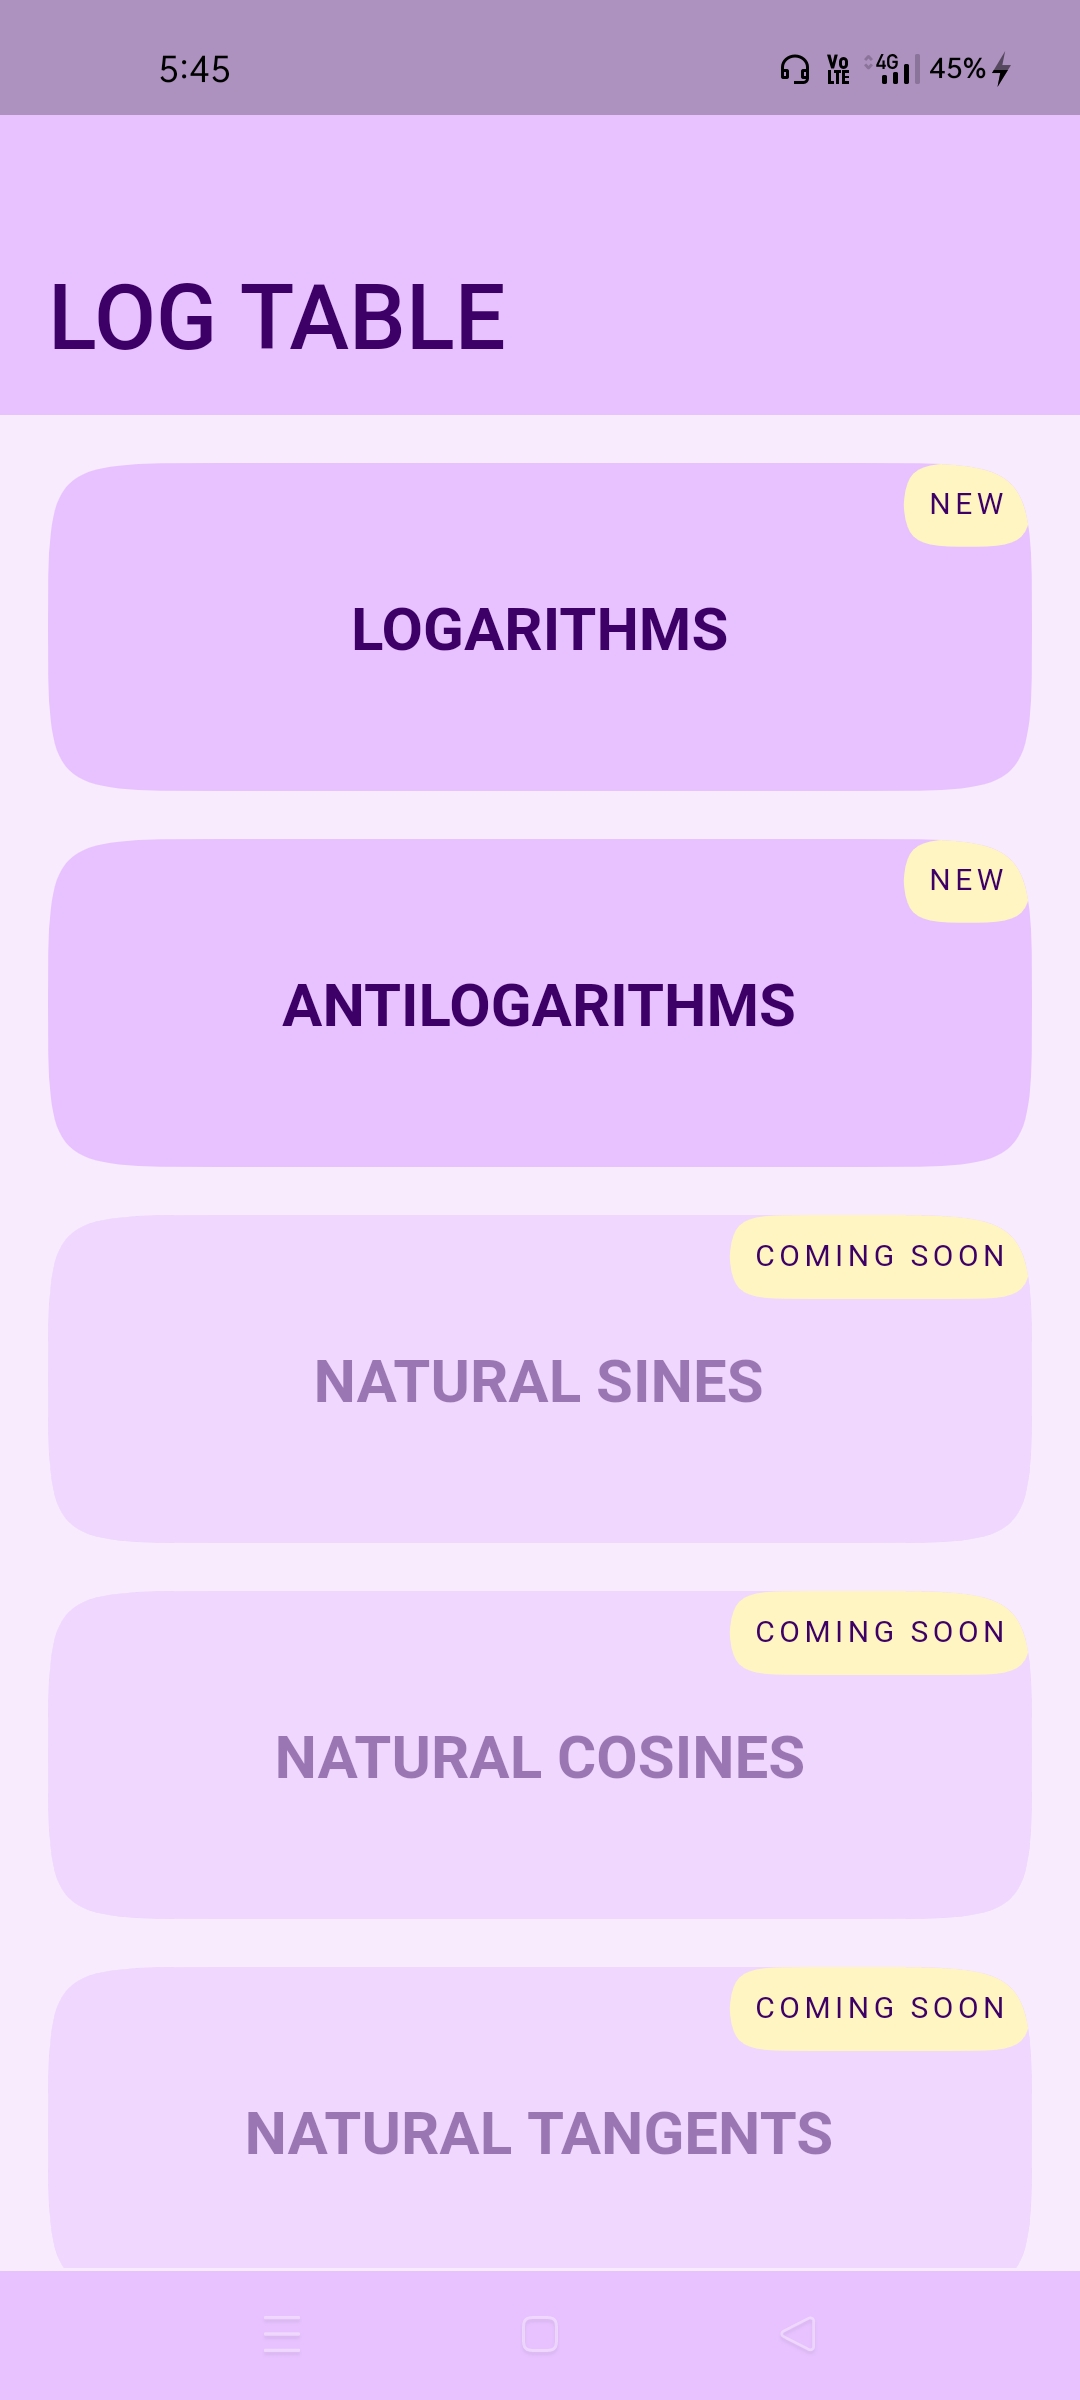 5:45
Vo LTE 4G 45%
LOG TABLE
NEW
LOGARITHMS
NEW
ANTILOGARITHMS
COMING SOON
NATURAL SINES
COMING SOON
NATURAL COSINES
COMING SOON
NATURAL TANGENTS